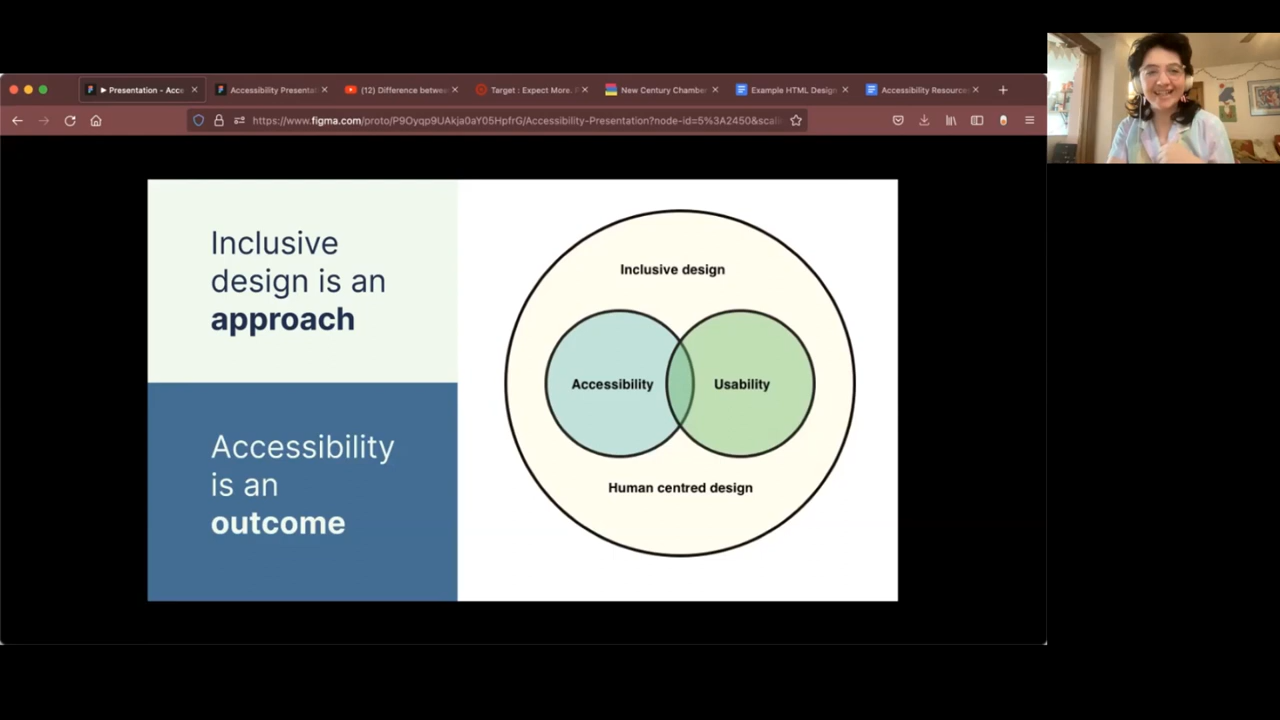 Presentation - Acce
Accessibility Presentat
(12) Difference betwe
Target : Expect More.
New Century Chambe
Example HTML Design
Accessibility Resource
https://www.figma.com/proto/P9Oyqp9UAkja0aY05HpfrG/Accessibility-Presentation?node-id=5%3A2450&scali
Inclusive
design is an
approach
Accessibility
is an
outcome
Inclusive design
Accessibility
Usability
Human centred design